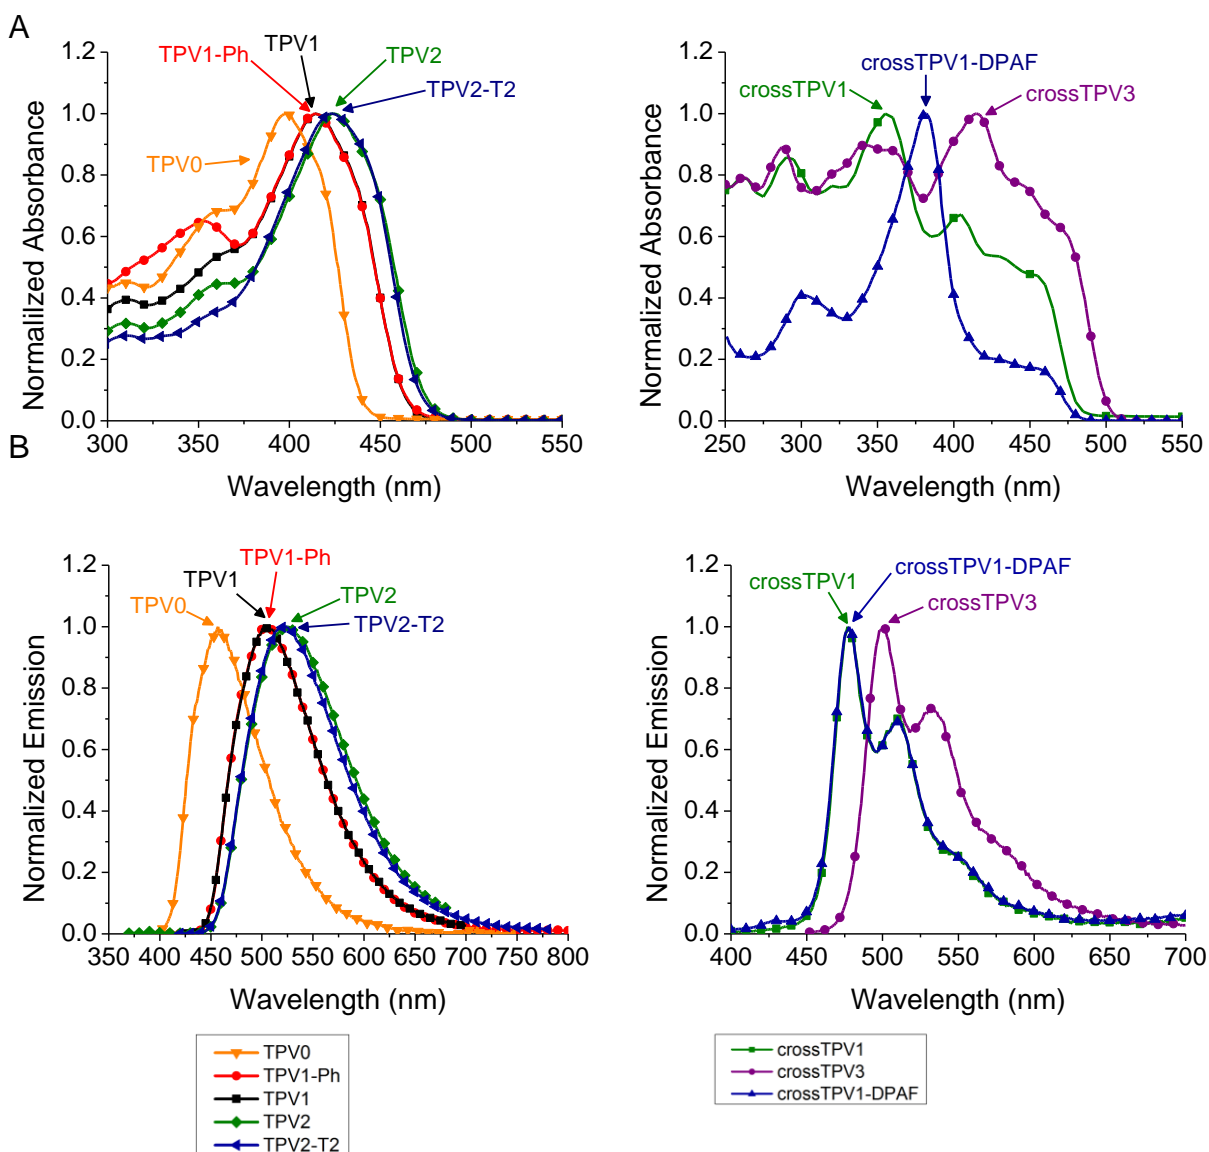 A
TPV1
TPV1-Ph
TPV2
TPV2-T2
TPV0
Normalized Absorbance
1.2
1.0
0.8
0.6
0.4
0.2
0.0
300 350 400 450 500 550
Wavelength (nm)
crossTPV1-DPAF
crossTPV1
crossTPV3
Normalized Absorbance
1.2
1.0
0.8
0.6
0.4
0.2
0.0
250 300 350 400 450 500 550
Wavelength (nm)
B
TPV1-Ph
TPV1
TPV2
TPV0
TPV2-T2
Normalized Emission
1.2
1.0
0.8
0.6
0.4
0.2
0.0
350 400 450 500 550 600 650 700 750 800
Wavelength (nm)
crossTPV1-DPAF
crossTPV1
crossTPV3
Normalized Emission
1.2
1.0
0.8
0.6
0.4
0.2
0.0
400 450 500 550 600 650 700
Wavelength (nm)
TPV0
TPV1-Ph
TPV1
TPV2
TPV2-T2
crossTPV1
crossTPV3
crossTPV1-DPAF